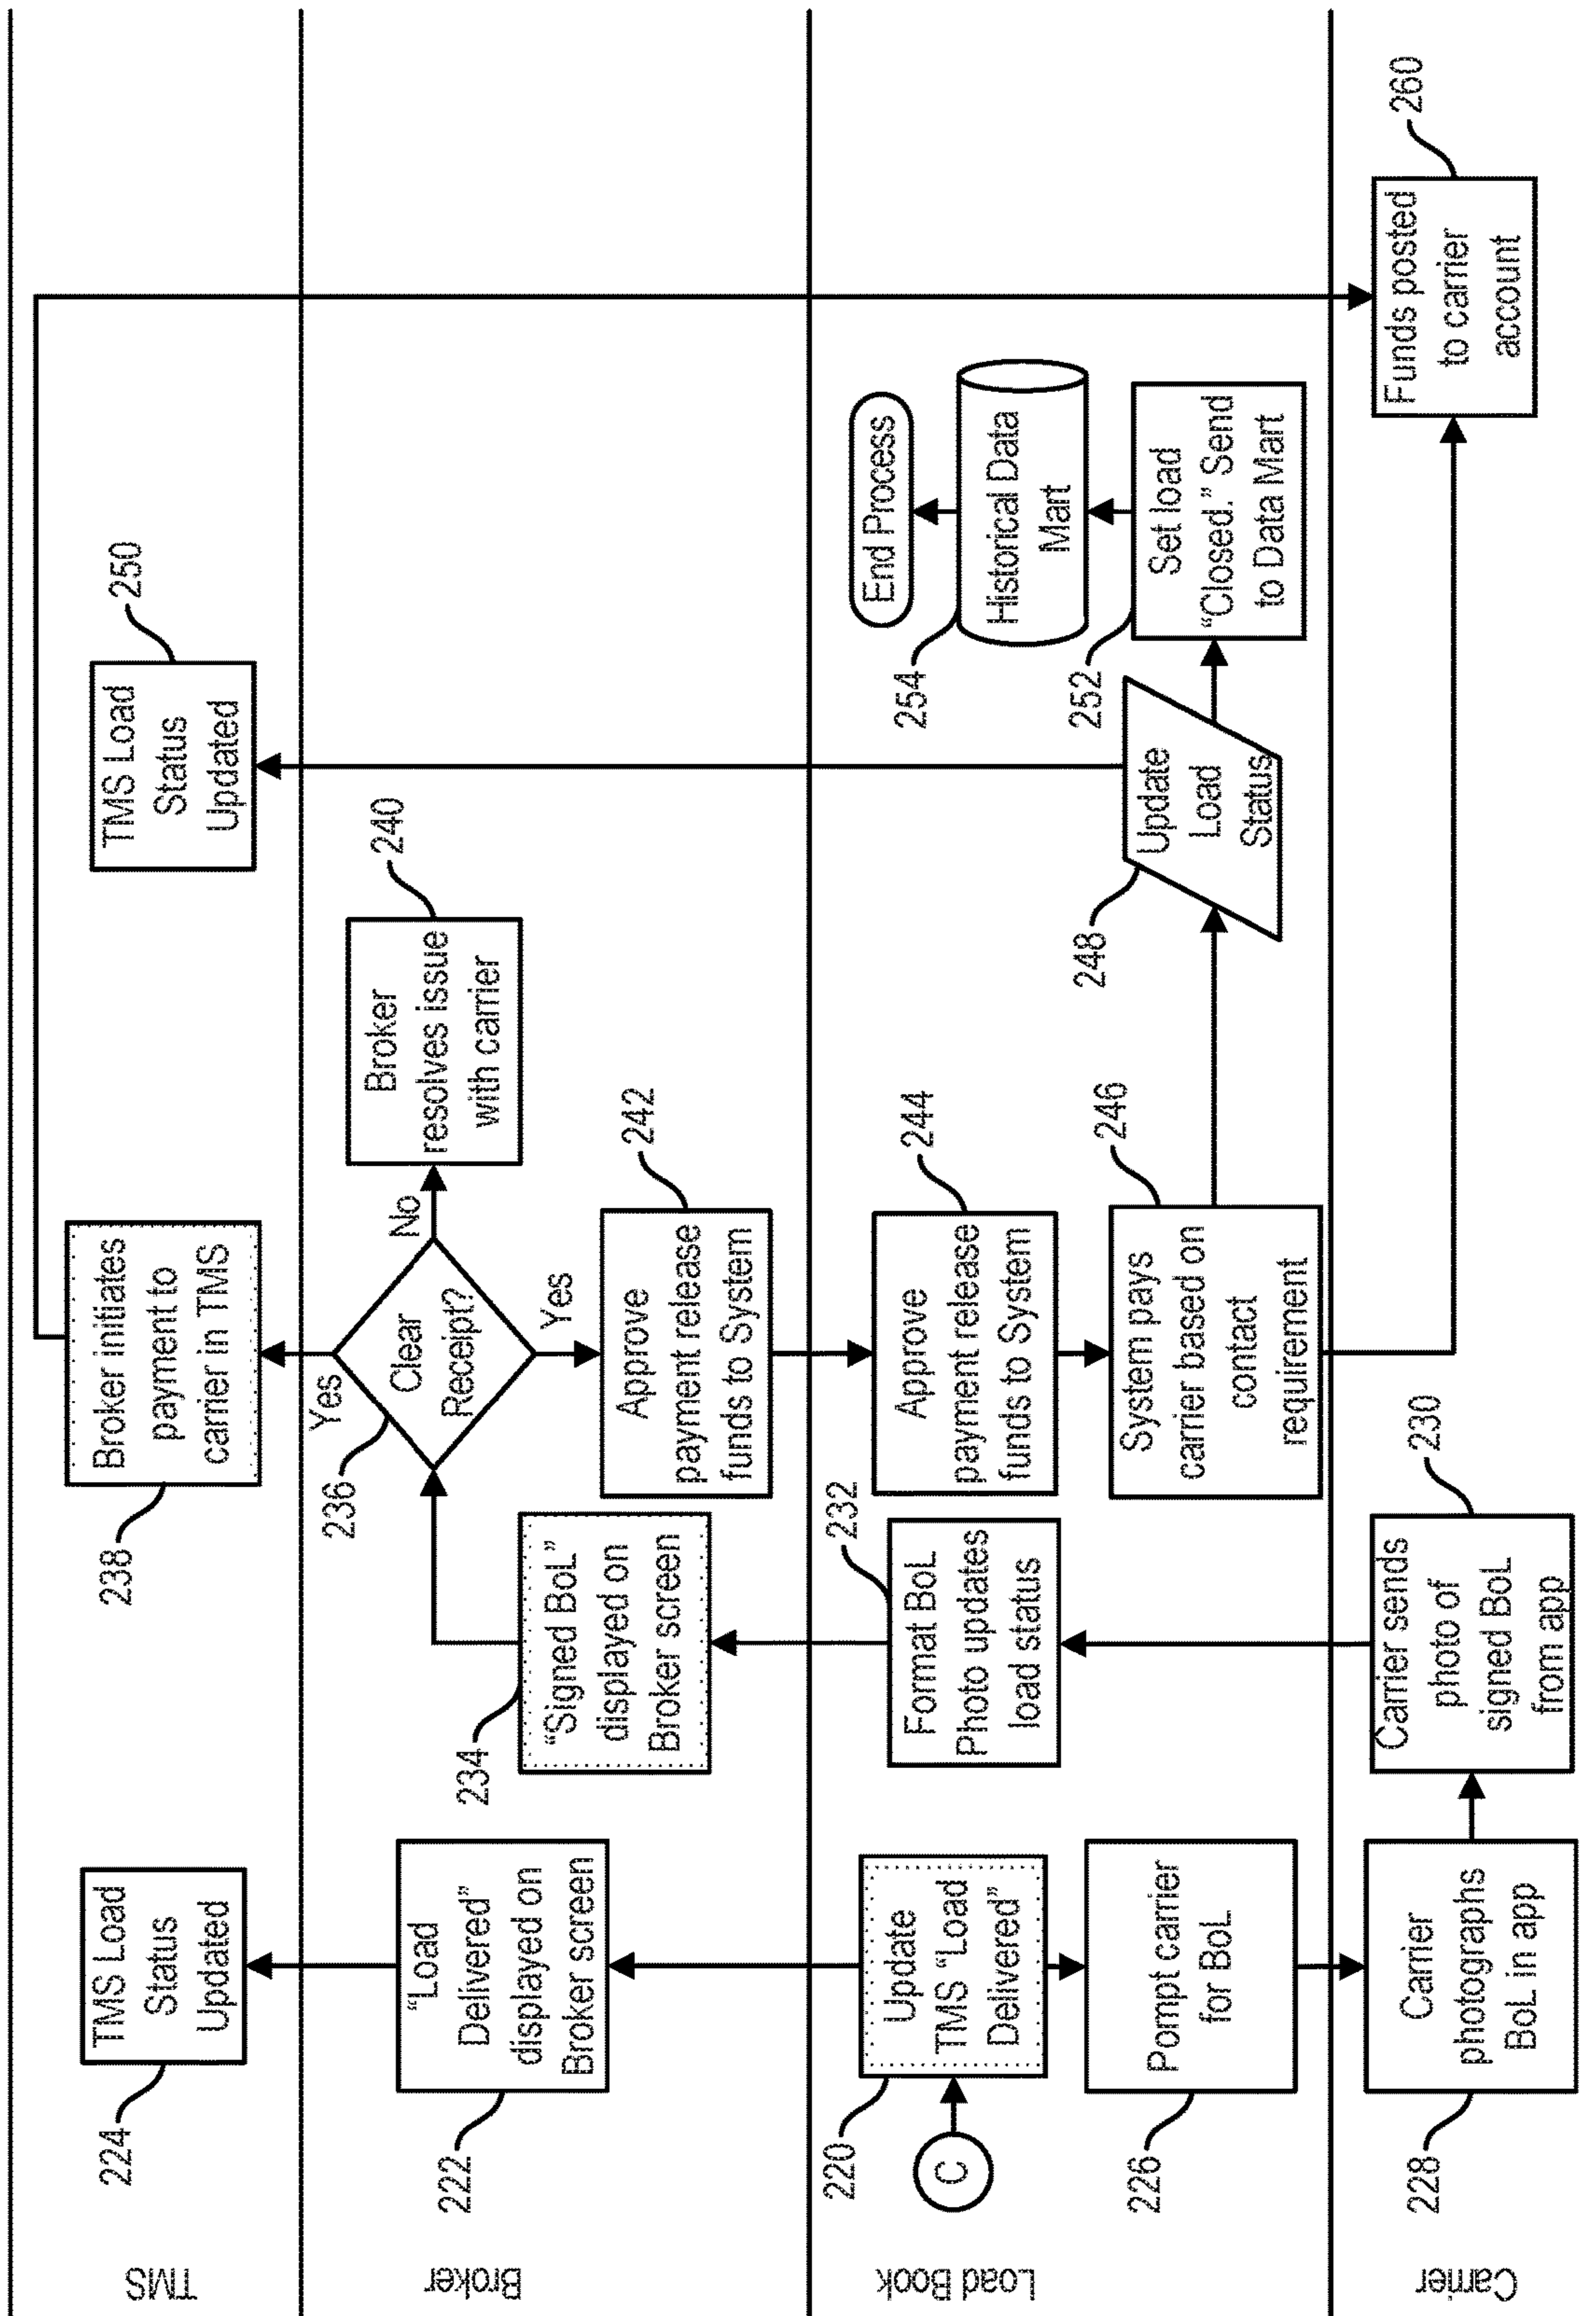 TMS
224
TMS Load
Status
Updated
238
Broker initiates
payment to
carrier in TMS
250
TMS Load
Status
Updated
Broker
222
“Load
Delivered”
displayed on
Broker screen
234
“Signed BoL”
displayed on
Broker screen
236
Clear
Receipt?
Yes
No
Yes
240
Broker
resolves issue
with carrier
242
Approve
payment release
funds to System
Load Book
C
220
Update
TMS “Load
Delivered”
226
Pompt carrier
for BoL
232
Format BoL
Photo updates
load status
244
Approve
payment release
funds to System
246
System pays
carrier based on
contact
requirement
248
Update
Load
Status
252
Set load
“Closed.” Send
to Data Mart
254
Historical Data
Mart
End Process
Carrier
228
Carrier
photographs
BoL in app
230
Carrier sends
photo of
signed BoL
from app
260
Funds posted
to carrier
account